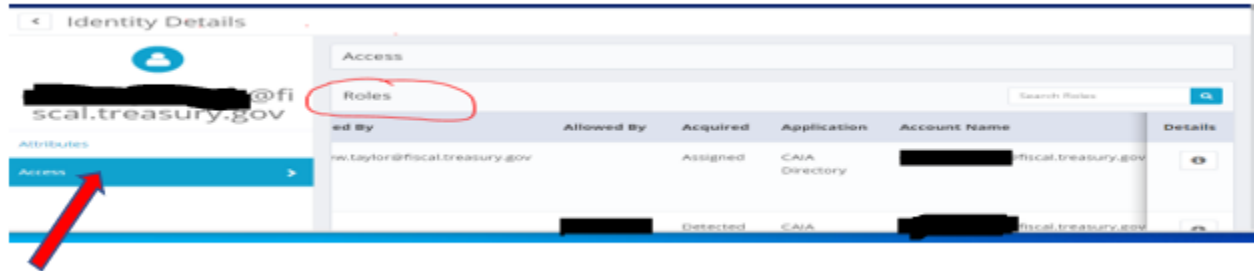 Identity Details
@fi
scal.treasury.gov
Attributes
Access
Access
Roles
Search Roles
ed By Allowed By Acquired Application Account Name Details
w.taylor@fiscal.treasury.gov Assigned CAIA fiscal.treasury.gov
Directory
Detected CAIA fiscal.treasury.gov